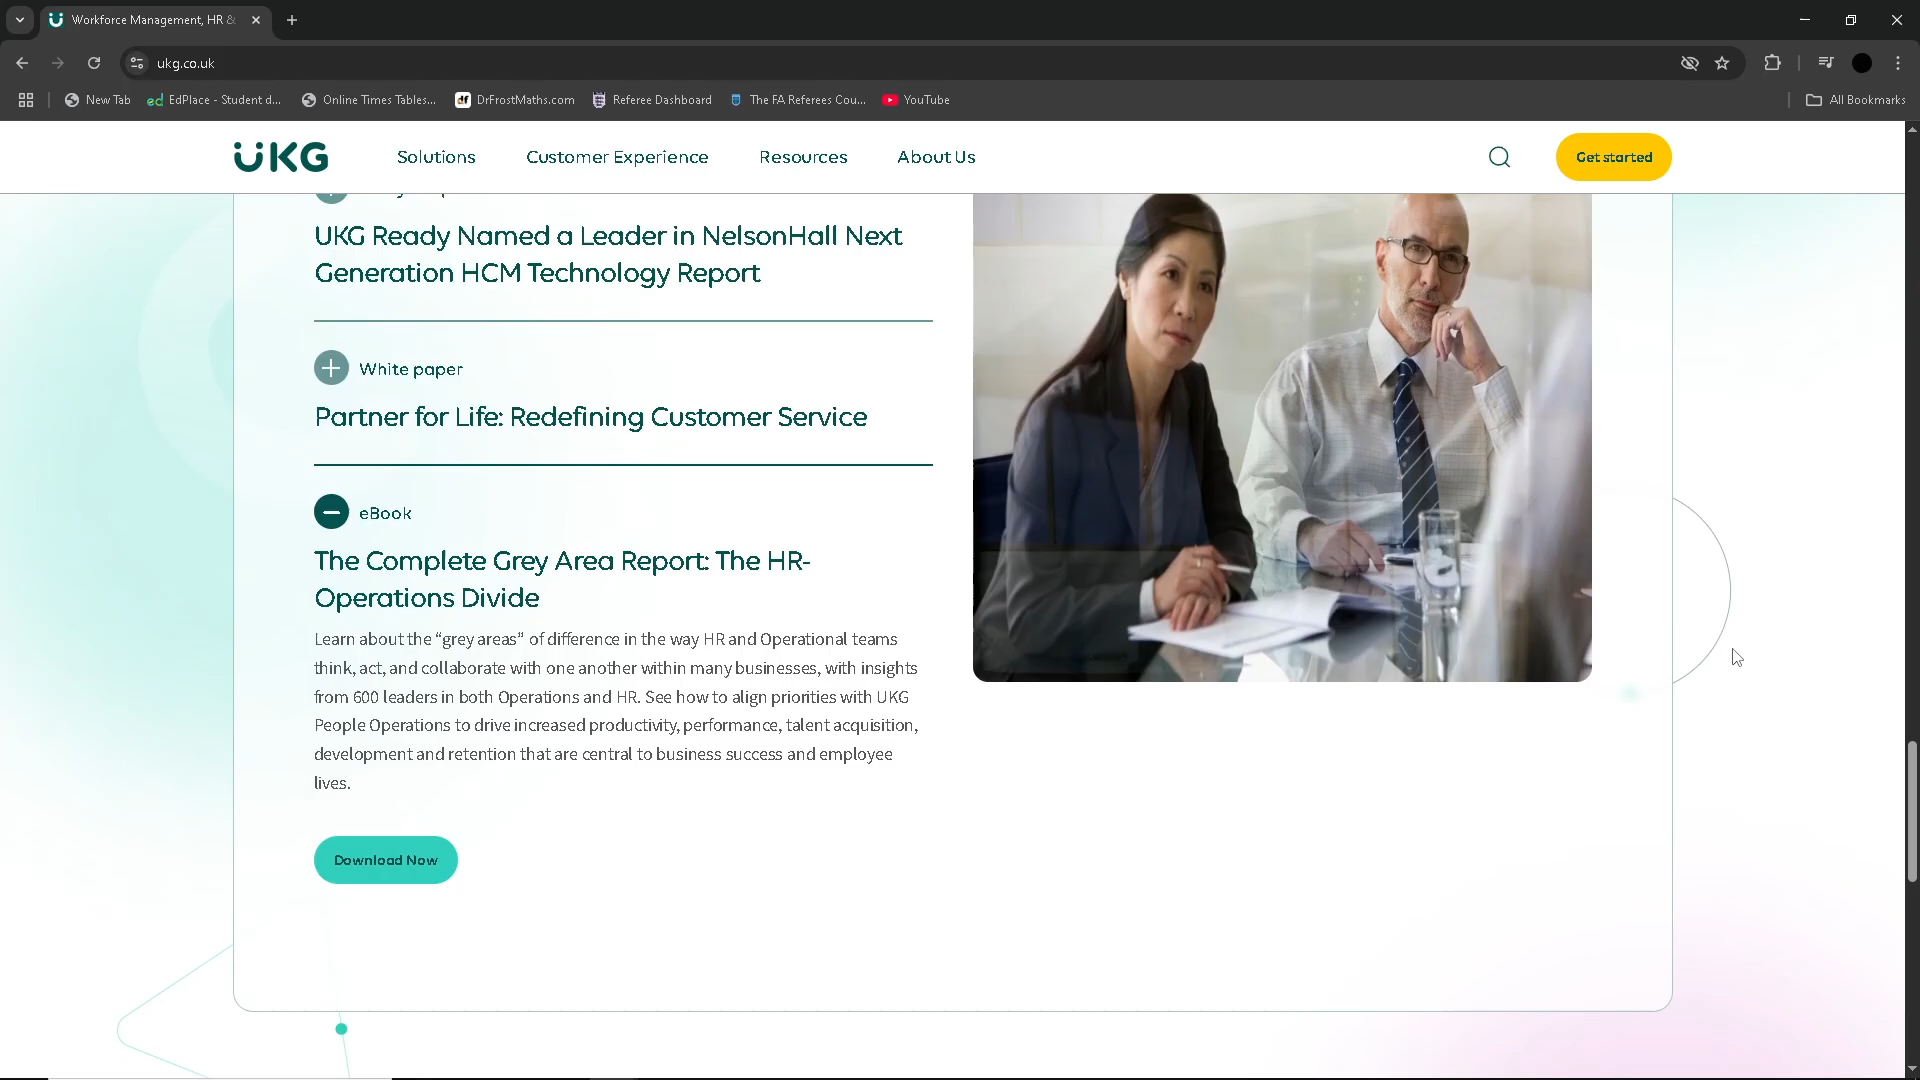 Workforce Management, HR &
ukg.co.uk
New Tab
EdPlace - Student d...
Online Times Tables...
DrFrostMaths.com
Referee Dashboard
The FA Referees Cou...
YouTube
All Bookmarks
UKG
Solutions
Customer Experience
Resources
About Us
Get started
UKG Ready Named a Leader in NelsonHall Next
Generation HCM Technology Report
White paper
Partner for Life: Redefining Customer Service
eBook
The Complete Grey Area Report: The HR-
Operations Divide
Learn about the “grey areas” of difference in the way HR and Operational teams
think, act, and collaborate with one another within many businesses, with insights
from 600 leaders in both Operations and HR. See how to align priorities with UKG
People Operations to drive increased productivity, performance, talent acquisition,
development and retention that are central to business success and employee
lives.
Download Now